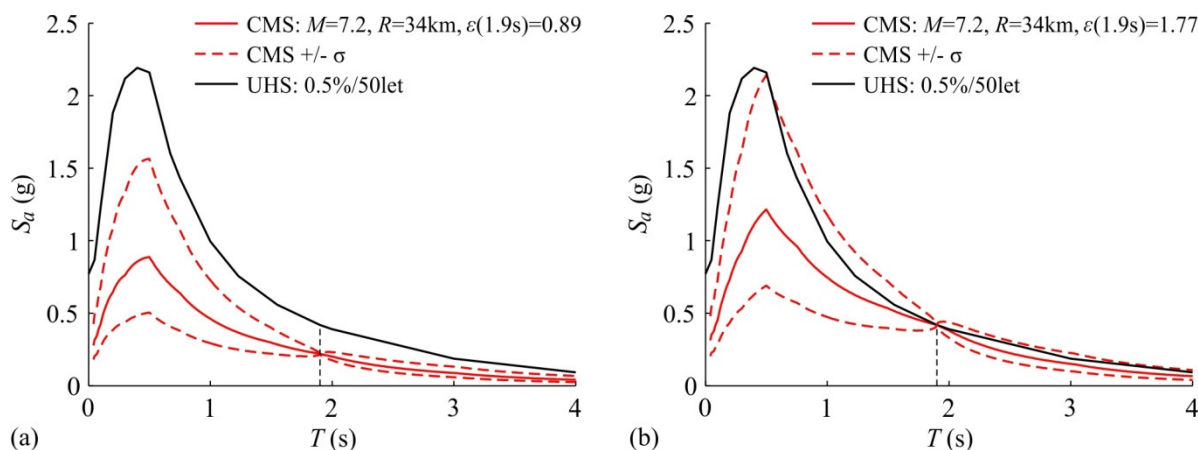 CMS: M=7.2, R=34km, ε(1.9s)=0.89
CMS +/- σ
UHS: 0.5%/50let
2.5
2
1.5
1
0.5
0
Sa (g)
0 1 2 3 4
T (s)
(a)
CMS: M=7.2, R=34km, ε(1.9s)=1.77
CMS +/- σ
UHS: 0.5%/50let
2.5
2
1.5
1
0.5
0
Sa (g)
0 1 2 3 4
T (s)
(b)